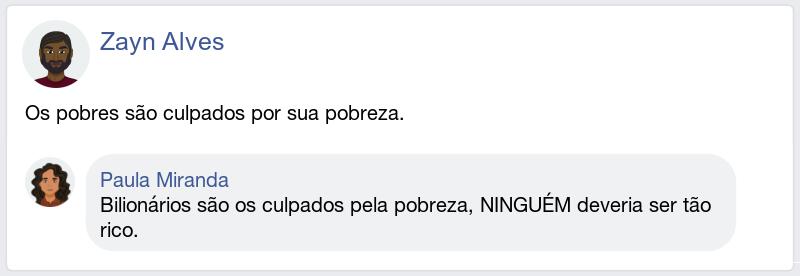 Zayn Alves
Os pobres são culpados por sua pobreza.
Paula Miranda
Bilionários são os culpados pela pobreza, NINGUÉM deveria ser tão
rico.